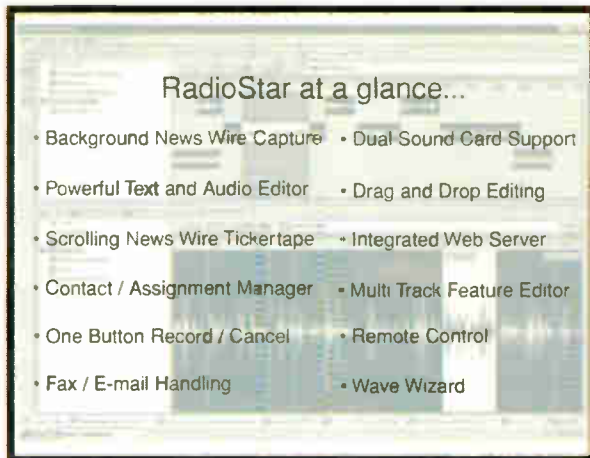 RadioStar at a glance...
• Background News Wire Capture
• Powerful Text and Audio Editor
• Scrolling News Wire Tickertape
• Contact / Assignment Manager
• One Button Record / Cancel
• Fax / E-mail Handling
• Dual Sound Card Support
• Drag and Drop Editing
• Integrated Web Server
• Multi Track Feature Editor
• Remote Control
• Wave Wizard